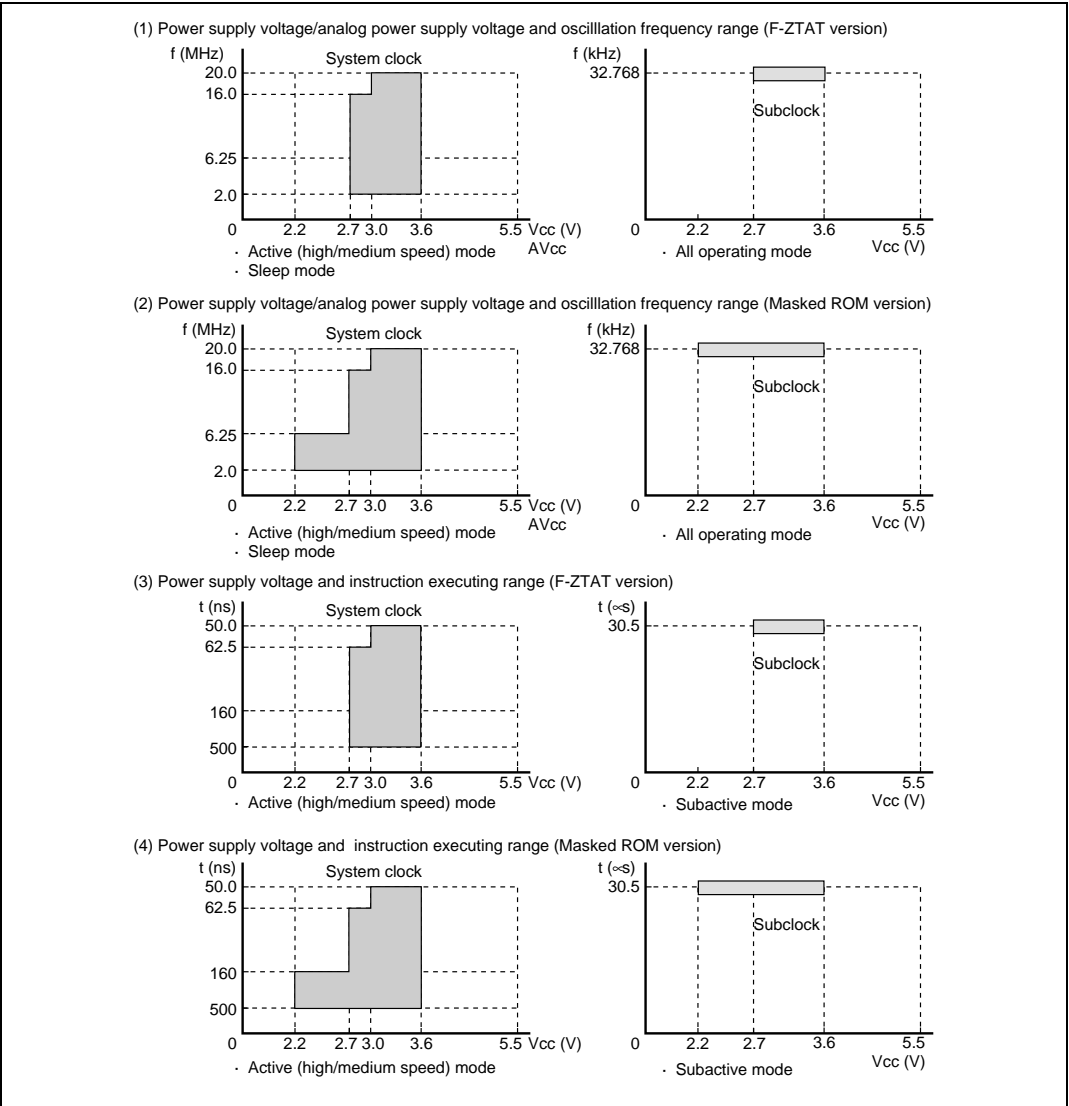 (1) Power supply voltage/analog power supply voltage and oscilllation frequency range (F-ZTAT version)
f (MHz)
System clock
20.0
16.0
6.25
2.0
0
2.2
2.7
3.0
3.6
5.5
Vcc (V)
AVcc
· Active (high/medium speed) mode
· Sleep mode
f (kHz)
32.768
Subclock
0
2.2
2.7
3.6
5.5
Vcc (V)
· All operating mode
(2) Power supply voltage/analog power supply voltage and oscilllation frequency range (Masked ROM version)
f (MHz)
System clock
20.0
16.0
6.25
2.0
0
2.2
2.7
3.0
3.6
5.5
Vcc (V)
AVcc
· Active (high/medium speed) mode
· Sleep mode
f (kHz)
32.768
Subclock
0
2.2
2.7
3.6
5.5
Vcc (V)
· All operating mode
(3) Power supply voltage and instruction executing range (F-ZTAT version)
t (ns)
System clock
50.0
62.5
160
500
0
2.2
2.7
3.0
3.6
5.5
Vcc (V)
· Active (high/medium speed) mode
t (∝s)
30.5
Subclock
0
2.2
2.7
3.6
5.5
Vcc (V)
· Subactive mode
(4) Power supply voltage and instruction executing range (Masked ROM version)
t (ns)
System clock
50.0
62.5
160
500
0
2.2
2.7
3.0
3.6
5.5
Vcc (V)
· Active (high/medium speed) mode
t (∝s)
30.5
Subclock
0
2.2
2.7
3.6
5.5
Vcc (V)
· Subactive mode